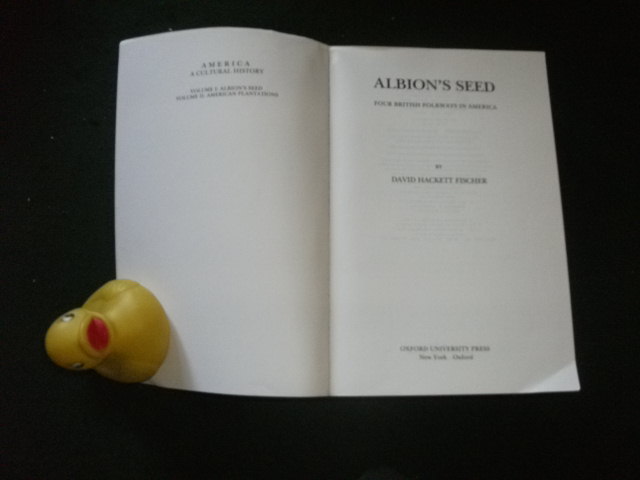 AMERICA
A CULTURAL HISTORY
VOLUME I: ALBION'S SEED
VOLUME II: AMERICAN PLANTATIONS
ALBION'S SEED
FOUR BRITISH FOLKWAYS IN AMERICA
BY
DAVID HACKETT FISCHER
OXFORD UNIVERSITY PRESS
New York Oxford